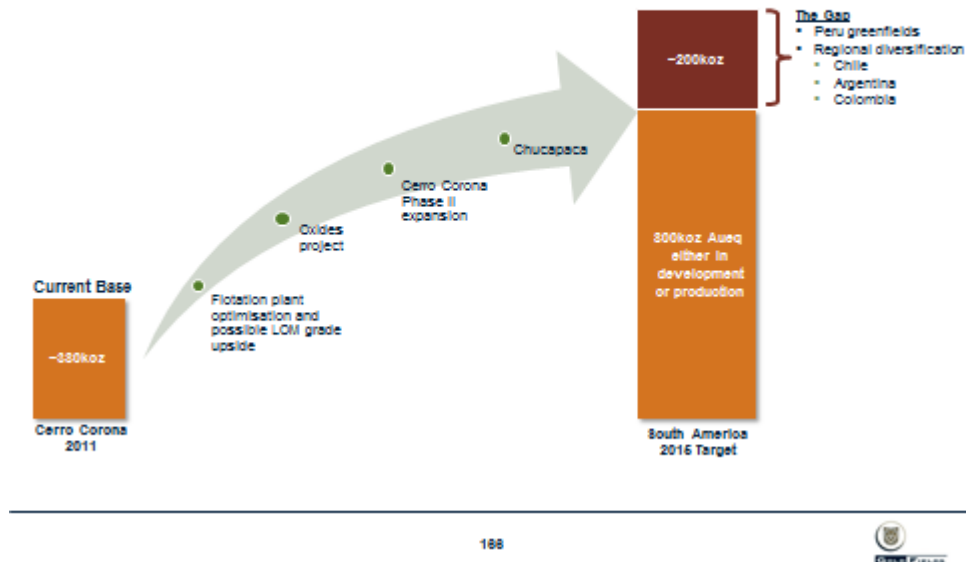 The Gap
▪ Peru greenfields
▪ Regional diversification
▪ Chile
▪ Argentina
▪ Colombia
~200koz
Chucapaca
Cerro Corona
Phase II
expansion
Oxides
project
Flotation plant
optimisation and
possible LOM grade
upside
Current Base
~380koz
Cerro Corona
2011
800koz Aueq
either in
development
or production
South America
2015 Target